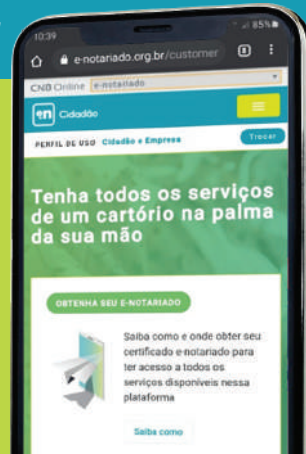 10:39
85%
e-notariado.org.br/customer
CNB Online e-notariado
en Cidadão
PERFIL DE USO Cidadão e Empresa Trocar
Tenha todos os serviços
de um cartório na palma
da sua mão
OBTENHA SEU E-NOTARIADO
Saiba como e onde obter seu
certificado e-notariado para
ter acesso a todos os
serviços disponíveis nessa
plataforma
Saiba como